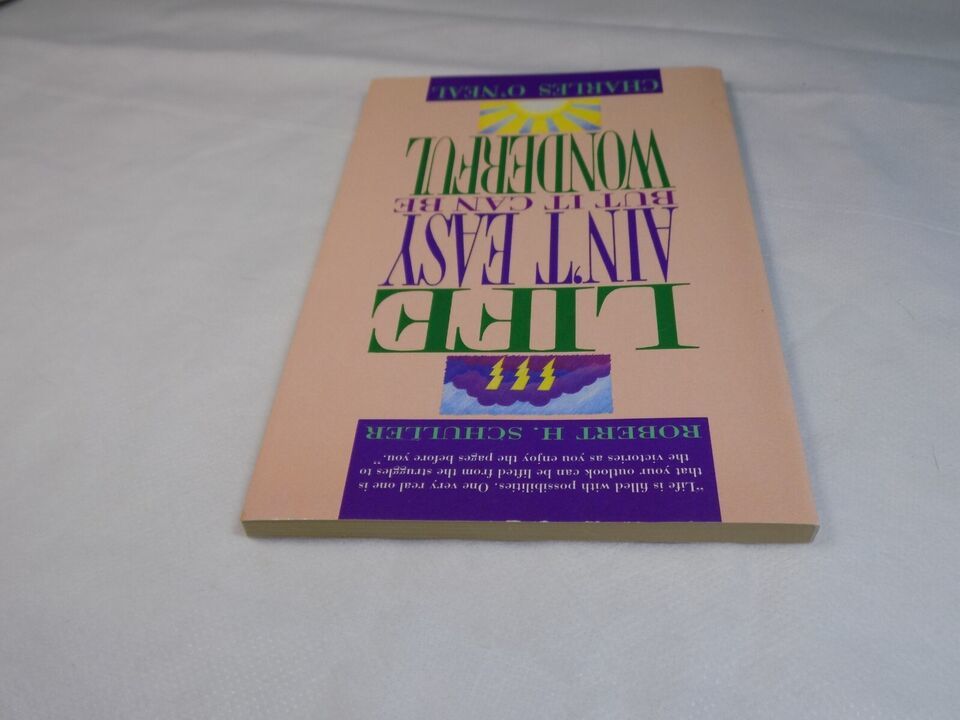 "Life is filled with possibilities. One very real one is
that your outlook can be lifted from the struggles to
the victories as you enjoy the pages before you."
ROBERT H. SCHULLER
LIFE
AIN'T EASY
BUT IT CAN BE
WONDERFUL
CHARLES O'NEAL